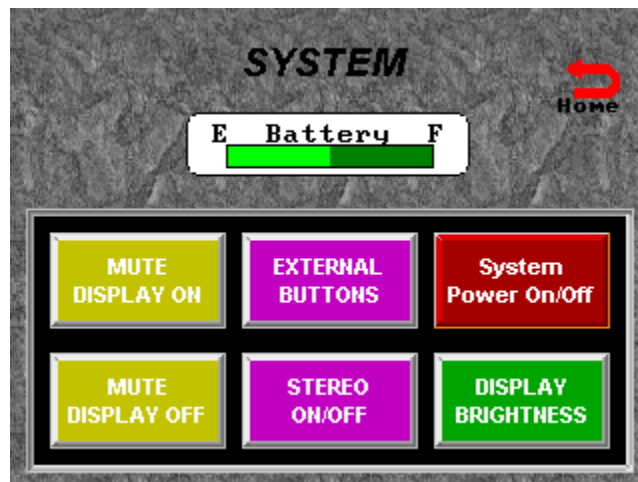 SYSTEM
Home
E Battery F
MUTE
DISPLAY ON
EXTERNAL
BUTTONS
System
Power On/Off
MUTE
DISPLAY OFF
STEREO
ON/OFF
DISPLAY
BRIGHTNESS